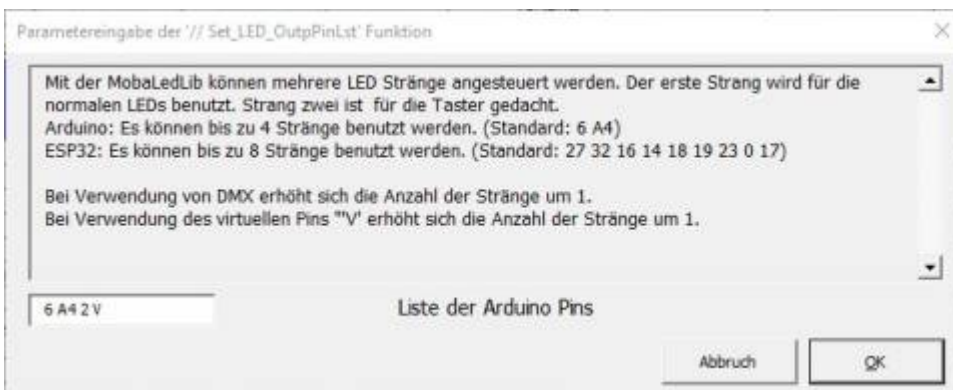 Parametereingabe der '// Set_LED_OutpPinLst' Funktion
Mit der MobaLedLib können mehrere LED Stränge angesteuert werden. Der erste Strang wird für die
normalen LEDs benutzt. Strang zwei ist für die Taster gedacht.
Arduino: Es können bis zu 4 Stränge benutzt werden. (Standard: 6 A4)
ESP32: Es können bis zu 8 Stränge benutzt werden. (Standard: 27 32 16 14 18 19 23 0 17)
Bei Verwendung von DMX erhöht sich die Anzahl der Stränge um 1.
Bei Verwendung des virtuellen Pins "'V' erhöht sich die Anzahl der Stränge um 1.
6 A4 2 V Liste der Arduino Pins
Abbruch OK